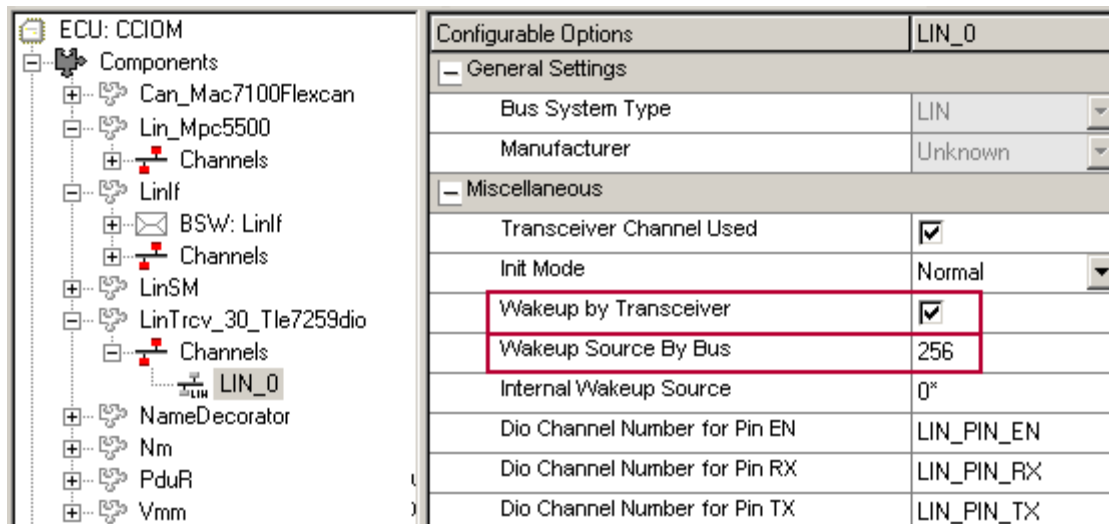 ECU: CCIOM
Components
Can_Mac7100Flexcan
Lin_Mpc5500
Channels
LinIf
BSW: LinIf
Channels
LinSM
LinTrcv_30_Tle7259dio
Channels
LIN_0
NameDecorator
Nm
PduR
Vmm
Configurable Options LIN_0
General Settings
Bus System Type LIN
Manufacturer Unknown
Miscellaneous
Transceiver Channel Used
Init Mode Normal
Wakeup by Transceiver
Wakeup Source By Bus 256
Internal Wakeup Source 0*
Dio Channel Number for Pin EN LIN_PIN_EN
Dio Channel Number for Pin RX LIN_PIN_RX
Dio Channel Number for Pin TX LIN_PIN_TX